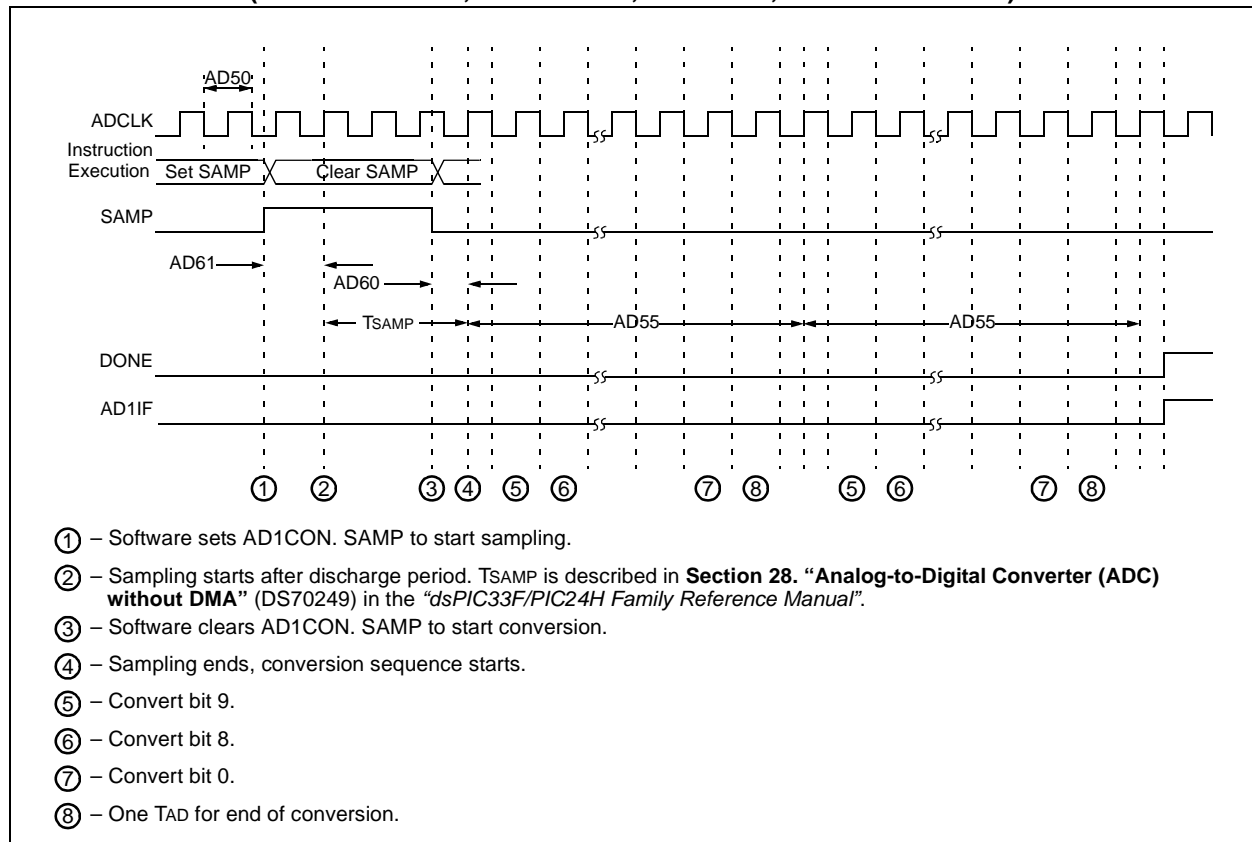 AD50
ADCLK
Instruction
Execution Set SAMP Clear SAMP
SAMP
AD61
AD60
TSAMP AD55 AD55
DONE
AD1IF
1 2 3 4 5 6 7 8 5 6 7 8
1 – Software sets AD1CON. SAMP to start sampling.
2 – Sampling starts after discharge period. TSAMP is described in Section 28. “Analog-to-Digital Converter (ADC)
without DMA” (DS70249) in the “dsPIC33F/PIC24H Family Reference Manual”.
3 – Software clears AD1CON. SAMP to start conversion.
4 – Sampling ends, conversion sequence starts.
5 – Convert bit 9.
6 – Convert bit 8.
7 – Convert bit 0.
8 – One TAD for end of conversion.